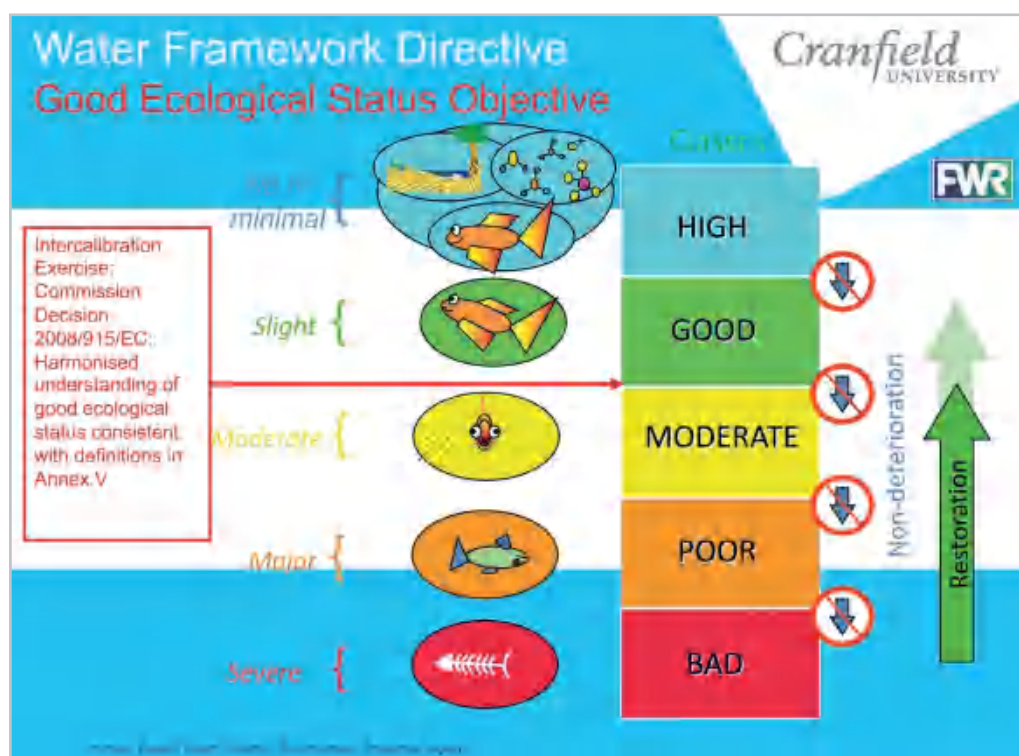 Water Framework Directive
Good Ecological Status Objective
Cranfield
UNIVERSITY
FWR
minimal
HIGH
Intercalibration
Exercise;
Commission
Decision
2008/915/EC;
Harmonised
understanding of
good ecological
status consistent
with definitions in
Annex V
Slight
GOOD
Moderate
MODERATE
Major
POOR
Severe
BAD
Non-deterioration
Restoration